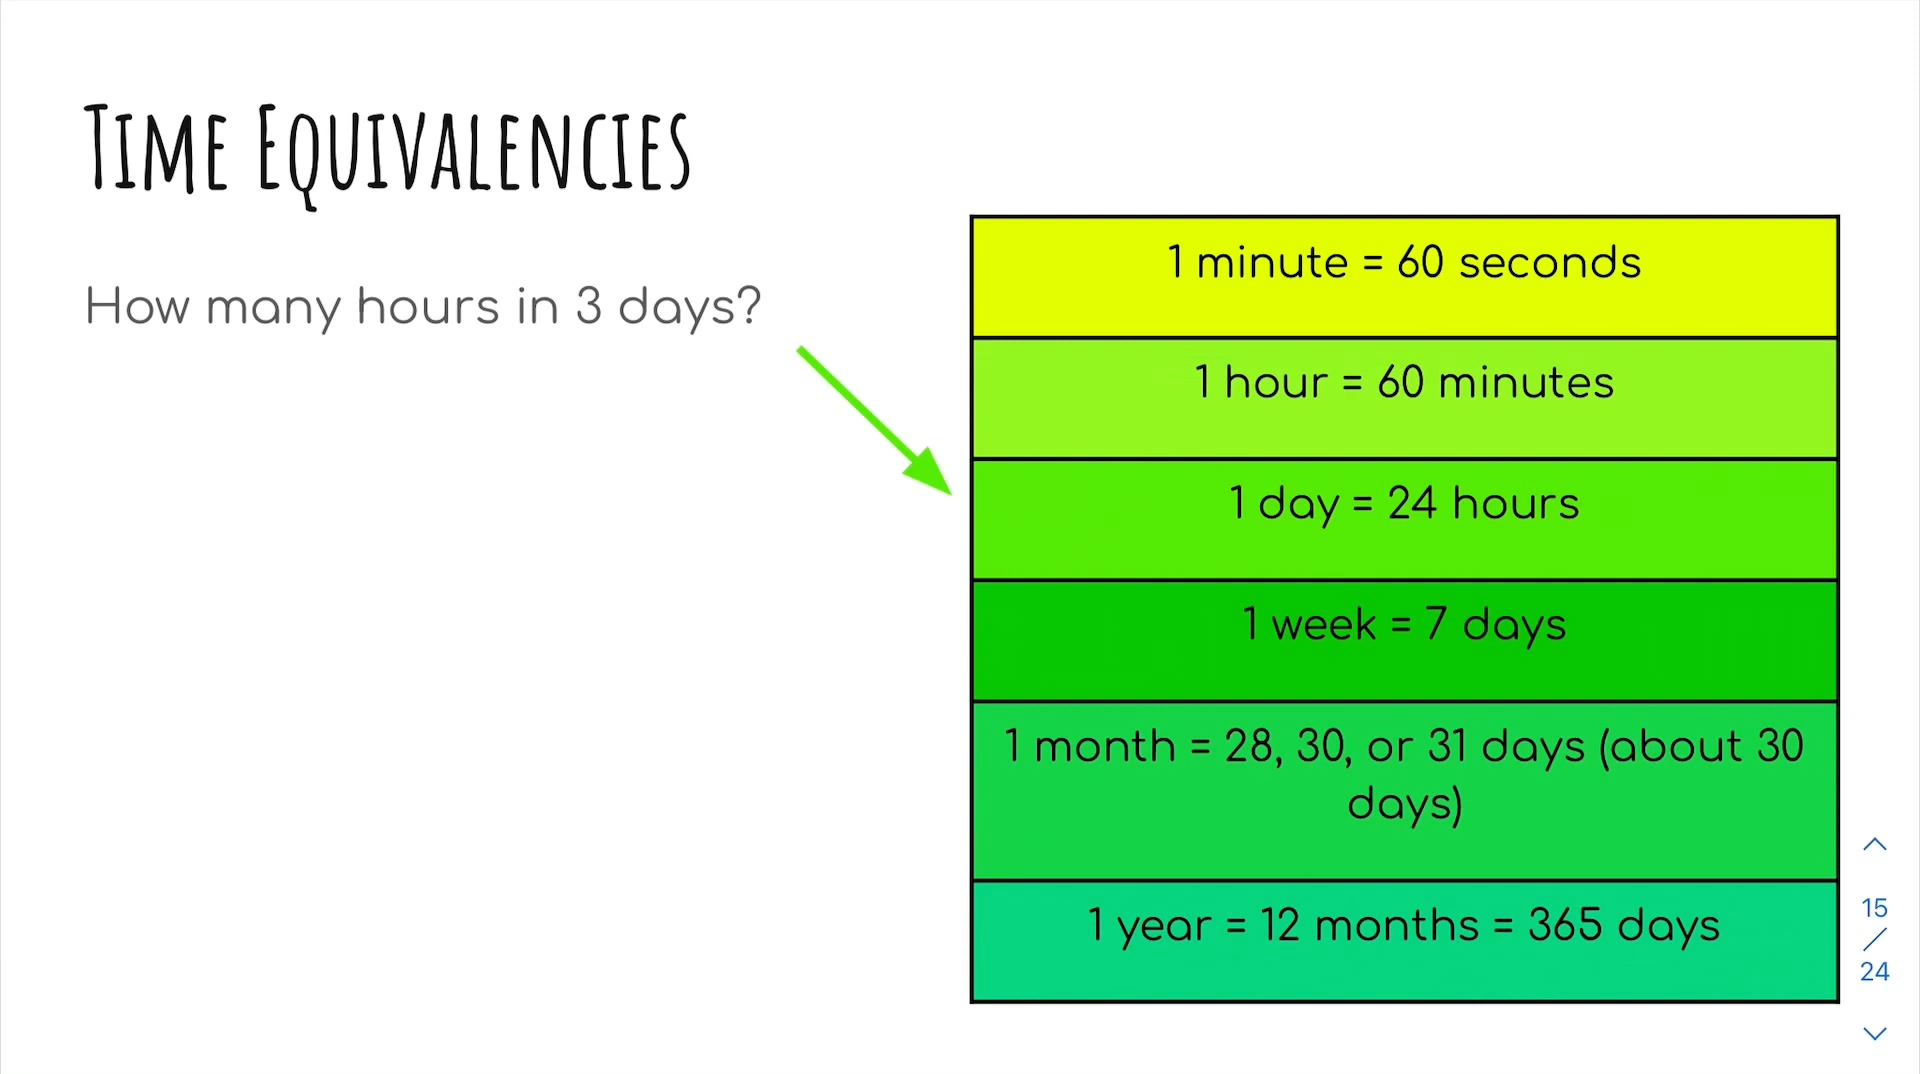 TIME EQUIVALENCIES
How many hours in 3 days?
1 minute = 60 seconds
1 hour = 60 minutes
1 day = 24 hours
1 week = 7 days
1 month = 28, 30, or 31 days (about 30
days)
1 year = 12 months = 365 days
15
/
24